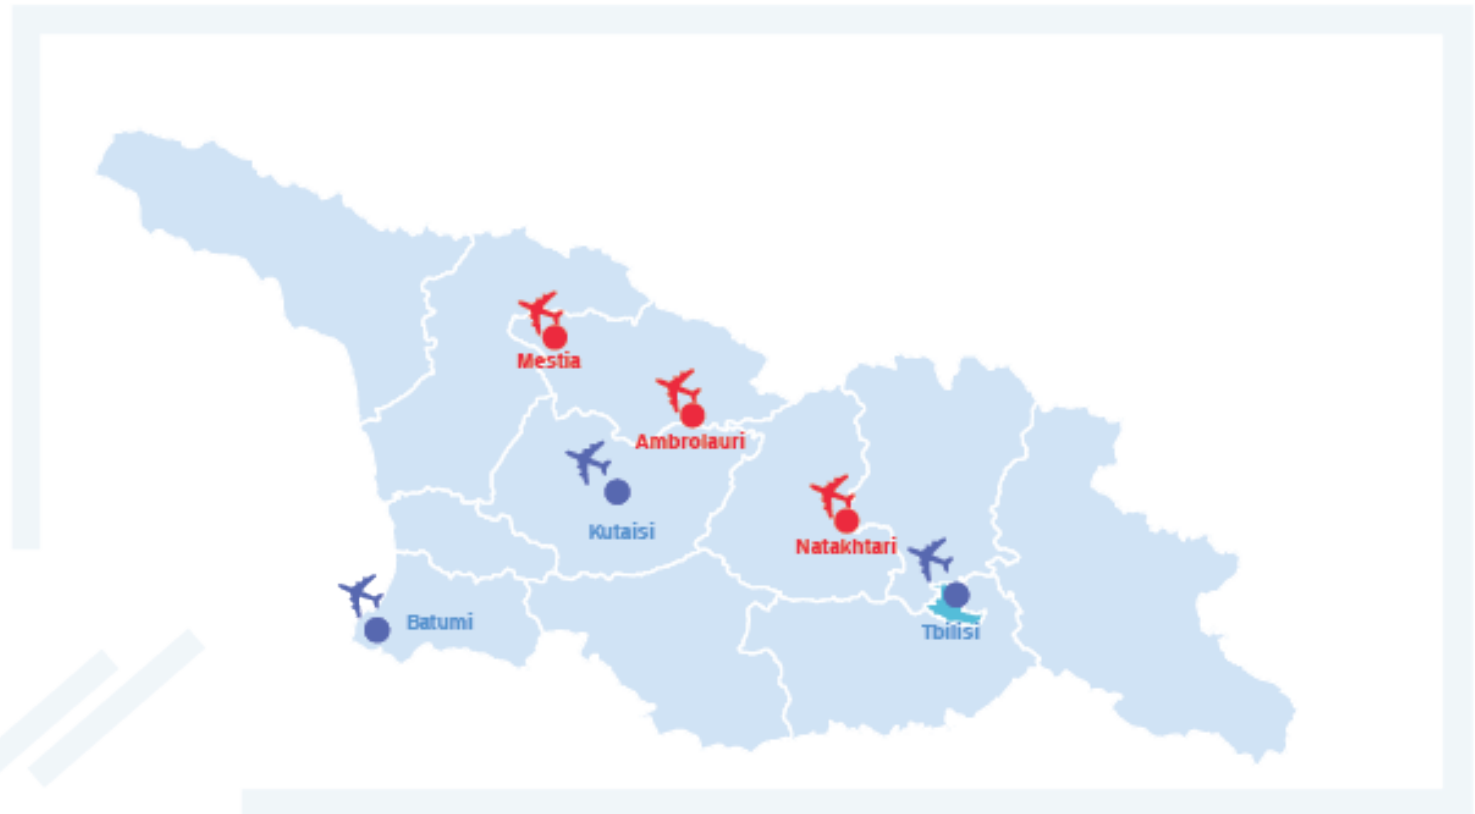 Mestia
Ambrolauri
Kutaisi
Natakhtari
Batumi
Tbilisi